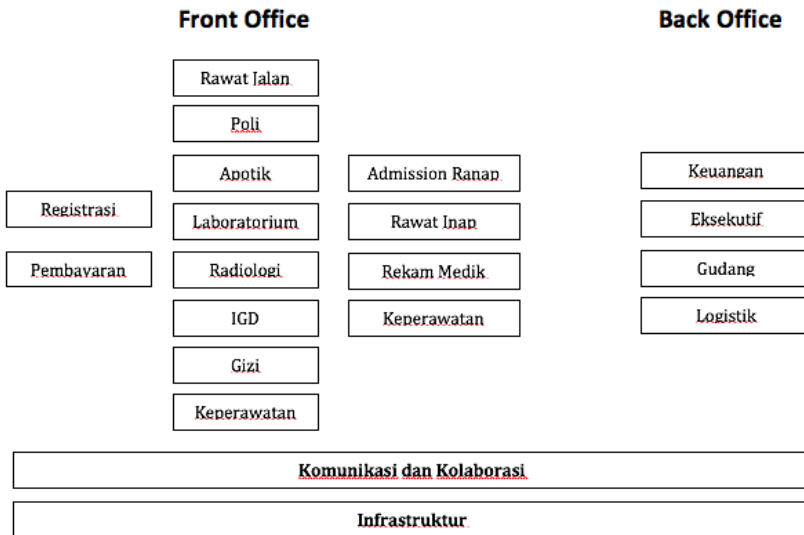 Front Office
Back Office
Rawat Jalan
Poli
Apotik
Laboratorium
Radiologi
IGD
Gizi
Keperawatan
Registrasi
Pembayaran
Admission Ranap
Rawat Inap
Rekam Medik
Keperawatan
Keuangan
Eksekutif
Gudang
Logistik
Komunikasi dan Kolaborasi
Infrastruktur